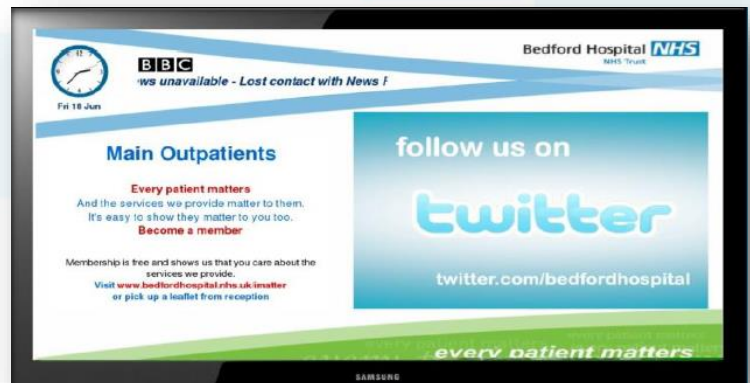 12
BBC
ws unavailable - Lost contact with News F
Fri 18 Jun
Bedford Hospital NHS
NHS Trust
Main Outpatients
Every patient matters
And the services we provide matter to them.
It's easy to show they matter to you too.
Become a member
Membership is free and shows us that you care about the
services we provide.
Visit www.bedfordhospital.nhs.uk/imatter
or pick up a leaflet from reception
follow us on
twitter
twitter.com/bedfordhospital
every patient matters
SAMSUNG